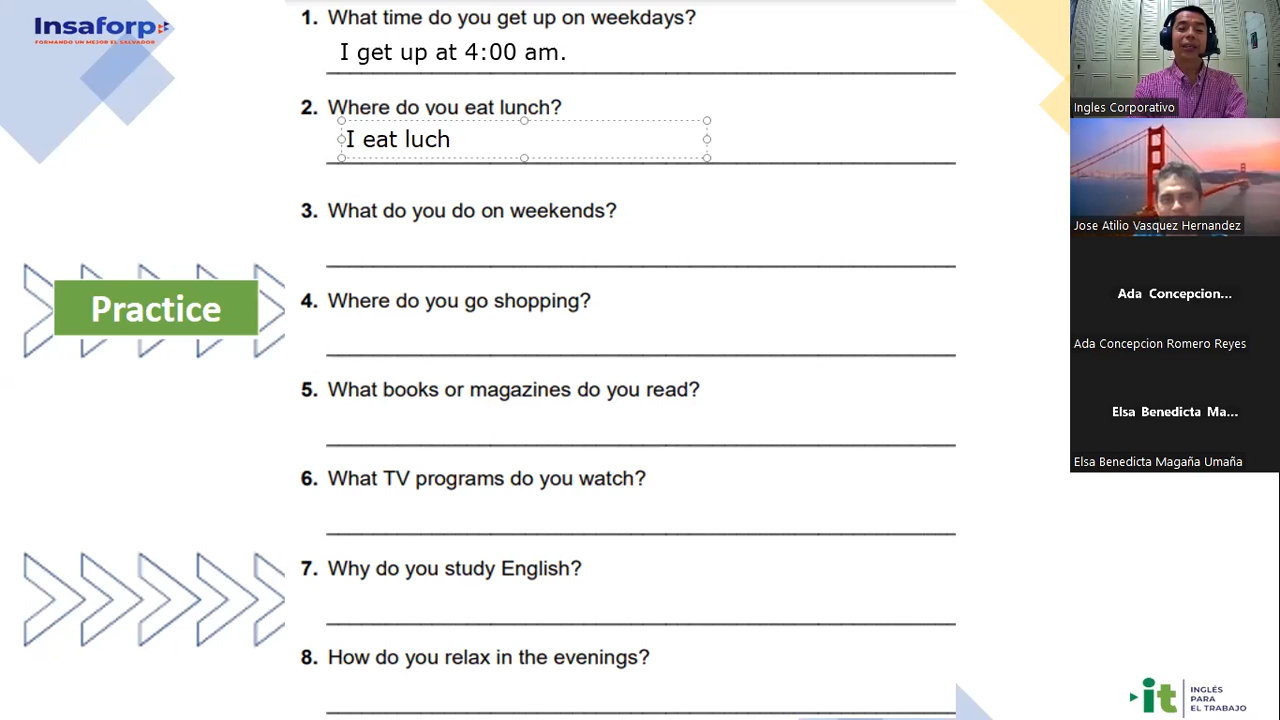 Insaforp
FORMANDO UN MEJOR EL SALVADOR
1. What time do you get up on weekdays?
I get up at 4:00 am.
2. Where do you eat lunch?
I eat luch
3. What do you do on weekends?
4. Where do you go shopping?
5. What books or magazines do you read?
6. What TV programs do you watch?
7. Why do you study English?
8. How do you relax in the evenings?
Practice
Ingles Corporativo
Jose Atilio Vasquez Hernandez
Ada Concepcion...
Ada Concepcion Romero Reyes
Elsa Benedicta Ma...
Elsa Benedicta Magaña Umaña
it
INGLÉS
PARA
EL TRABAJO